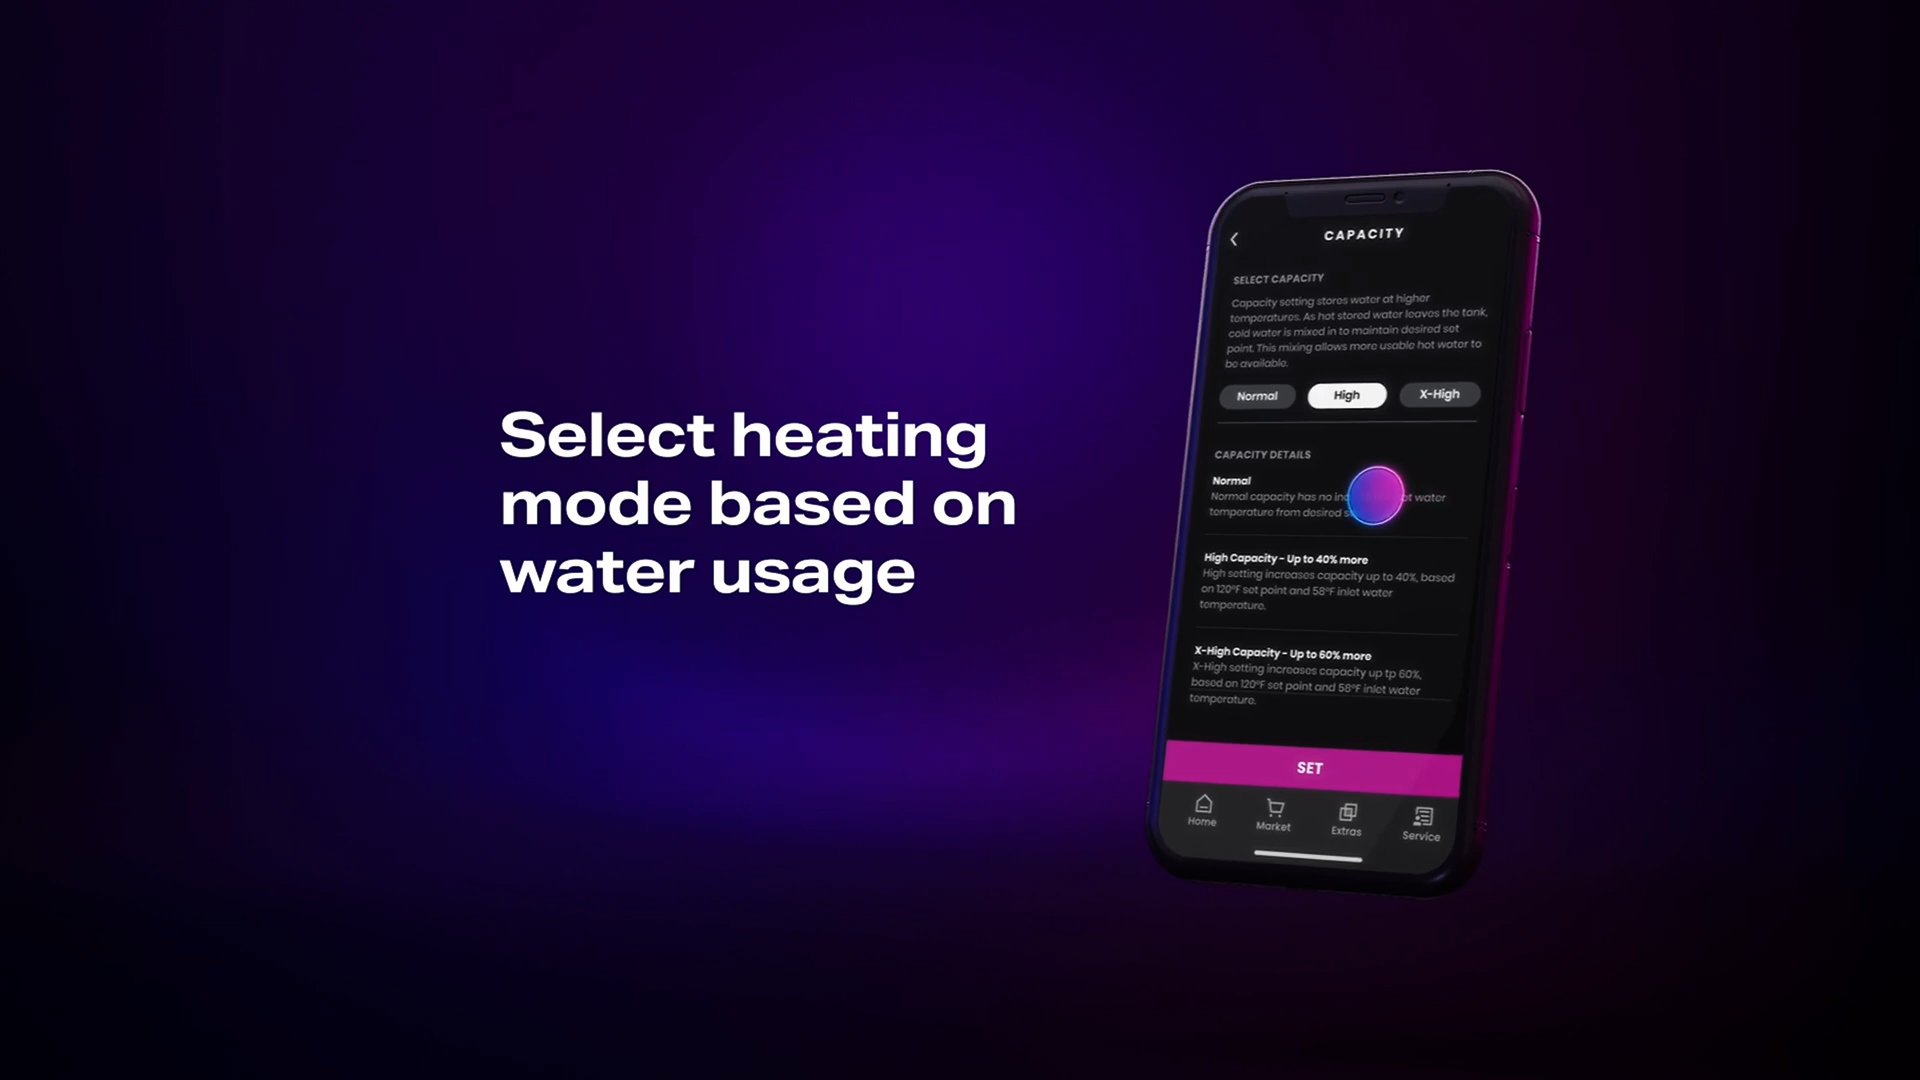 Select heating
mode based on
water usage
CAPACITY
SELECT CAPACITY
Capacity setting stores water at higher
temperatures. As hot stored water leaves the tank,
cold water is mixed in to maintain desired set
point. This mixing allows more usable hot water to
be available.
Normal High X-High
CAPACITY DETAILS
Normal
Normal capacity has no water
temperature from desired
High Capacity - Up to 40% more
High setting increases capacity up to 40%, based
on 120°F set point and 58°F inlet water
temperature.
X-High Capacity - Up to 60% more
X-High setting increases capacity up tp 60%,
based on 120°F set point and 58°F inlet water
temperature.
SET
Home Market Extras Service